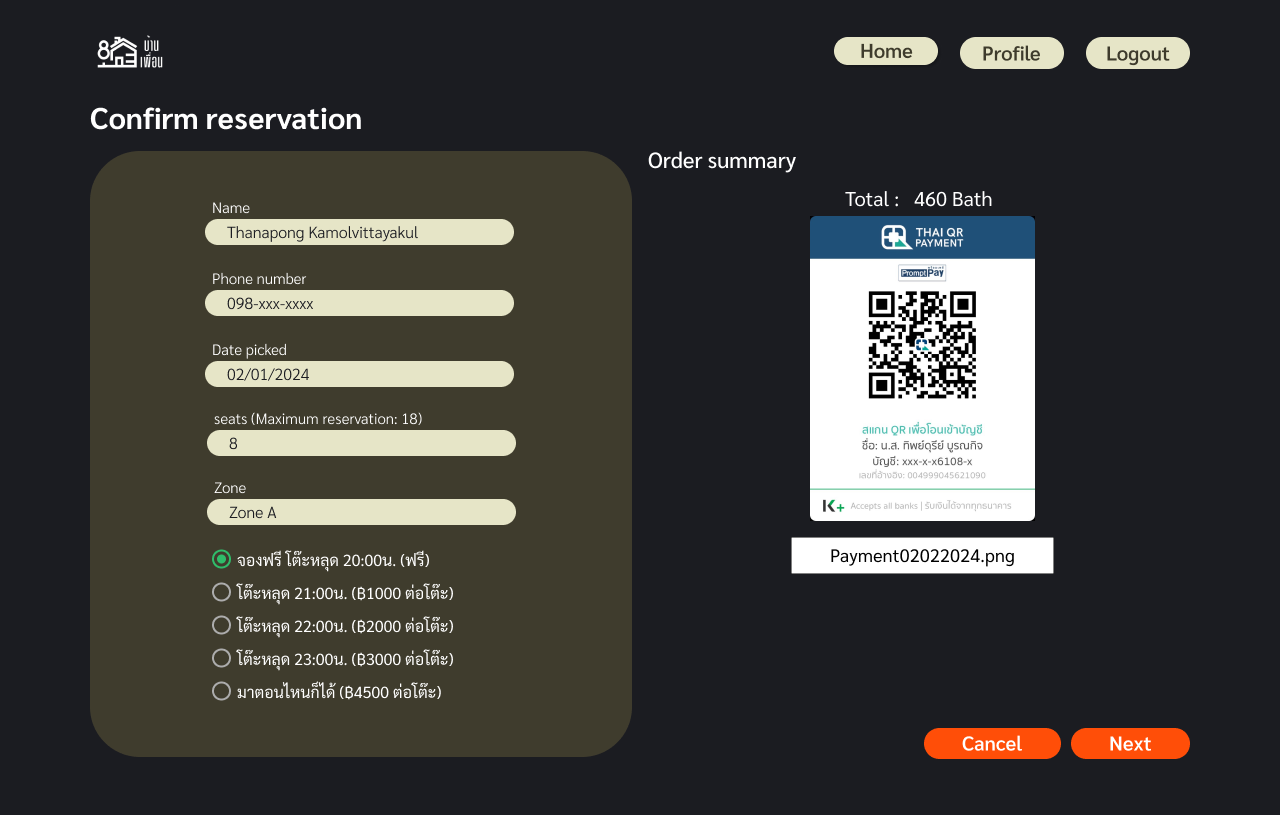 8 บ้าน
เพื่อน
Home
Profile
Logout
Confirm reservation
Name
Thanapong Kamolvittayakul
Phone number
098-xxx-xxxx
Date picked
02/01/2024
seats (Maximum reservation: 18)
8
Zone
Zone A
จองฟรี โต๊ะหลุด 20:00น. (ฟรี)
โต๊ะหลุด 21:00น. (฿1000 ต่อโต๊ะ)
โต๊ะหลุด 22:00น. (฿2000 ต่อโต๊ะ)
โต๊ะหลุด 23:00น. (฿3000 ต่อโต๊ะ)
มาตอนไหนก็ได้ (฿4500 ต่อโต๊ะ)
Order summary
Total : 460 Bath
THAI QR
PAYMENT
PromptPay
สแกน QR เพื่อโอนเข้าบัญชี
ชื่อ: น.ส. ทิพย์ดุรีย์ บูรณกิจ
บัญชี: xxx-x-x6108-x
เลขที่อ้างอิง: 004999045621090
K+ Accepts all banks | รับเงินได้จากทุกธนาคาร
Payment02022024.png
Cancel
Next